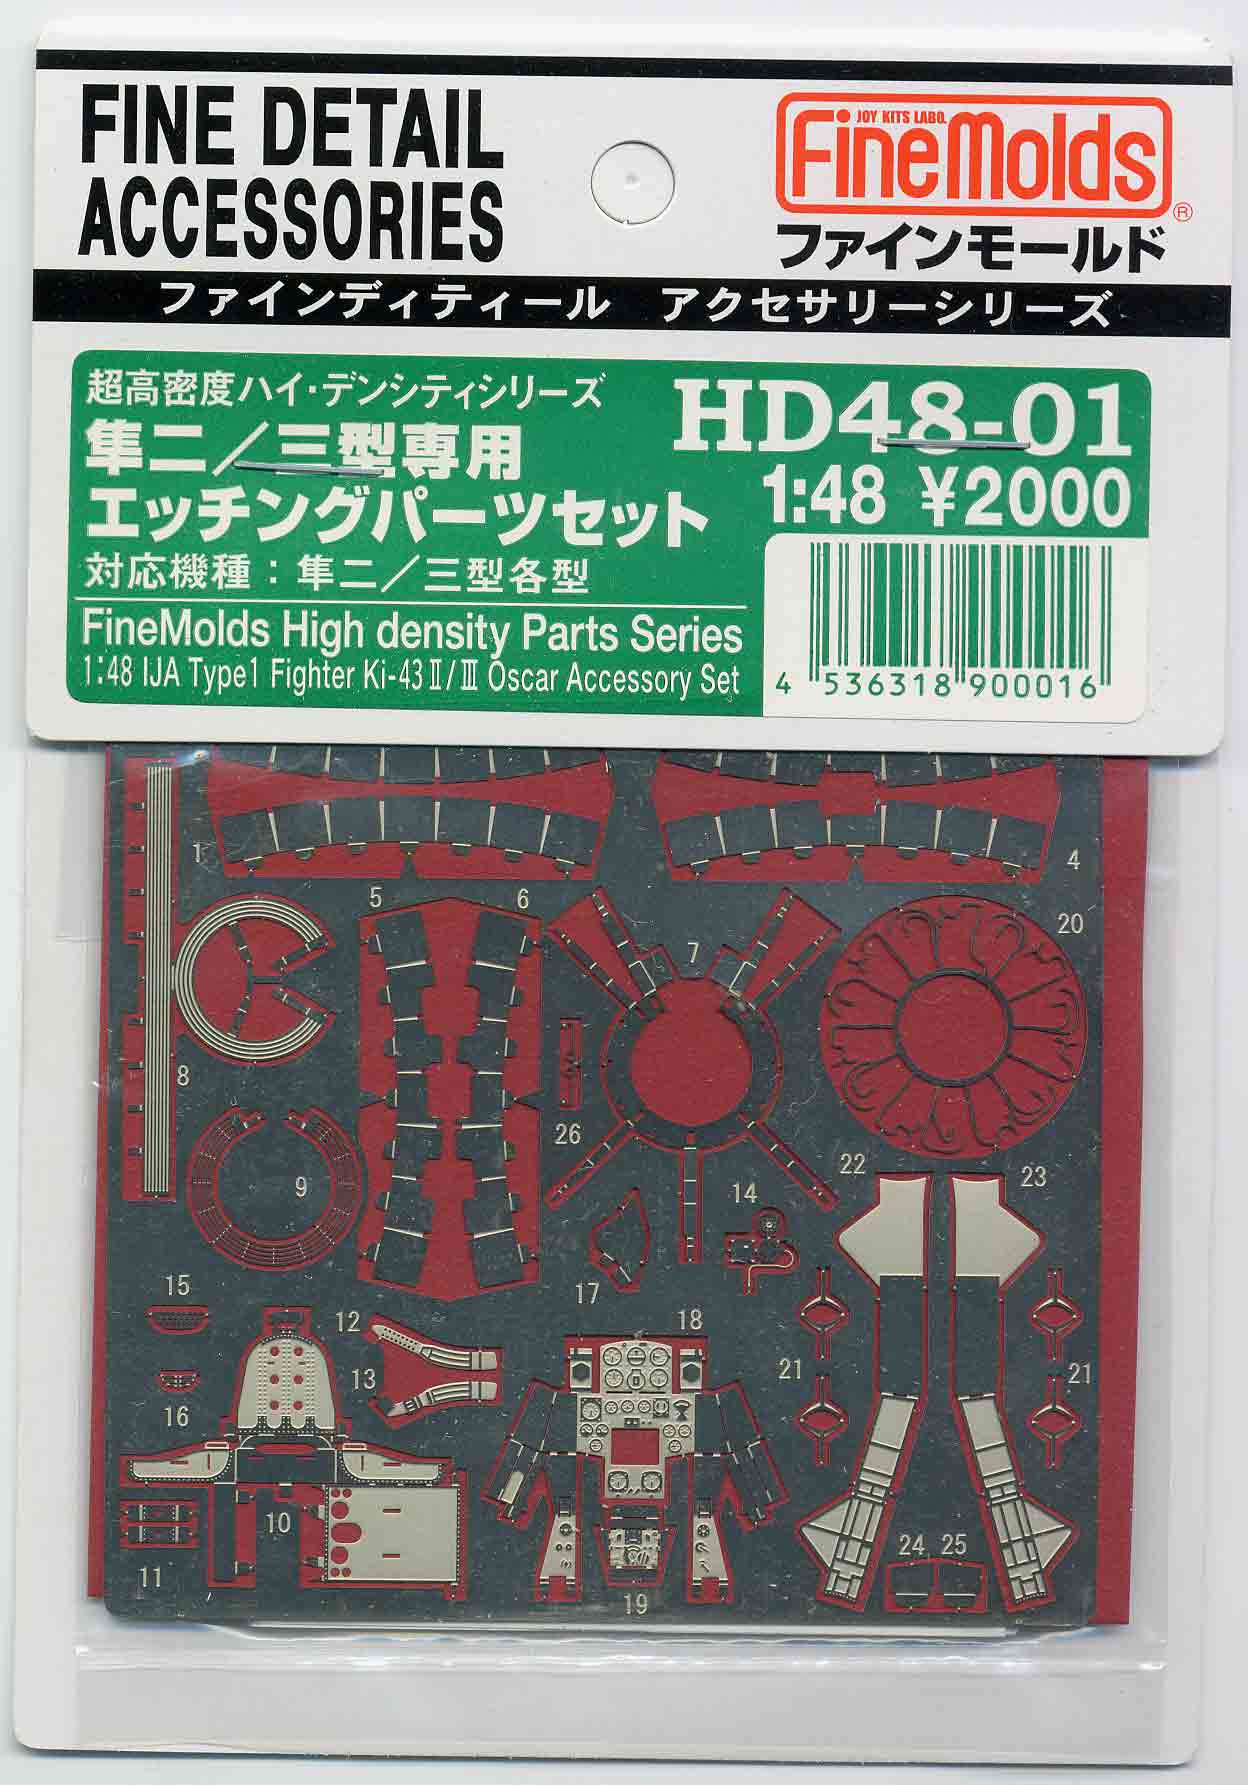 FINE DETAIL
ACCESSORIES
JOY KITS LABO.
FineMolds
®
ファインモールド
ファインディティール アクセサリーシリーズ
超高密度ハイ・デンシティシリーズ
隼二/三型専用
エッチングパーツセット
対応機種:隼二/三型各型
FineMolds High density Parts Series
1:48 IJA Type1 Fighter Ki-43Ⅱ/Ⅲ Oscar Accessory Set
HD48-01
1:48 ¥2000
4 536318 900016
1
4
5
6
7
20
8
26
9
22
23
14
15
17
12
18
13
21
21
16
10
24
25
11
19